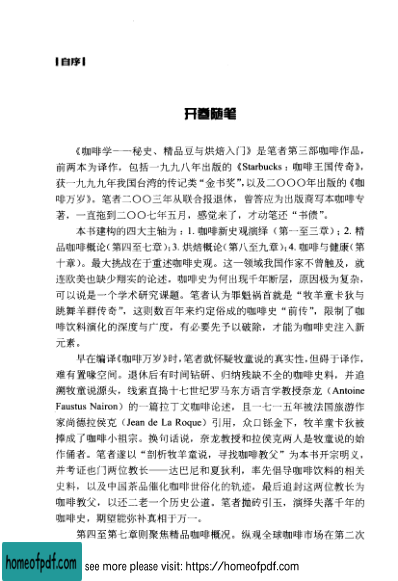 自序
开卷随笔
《咖啡学——秘史、精品豆与烘焙入门》是笔者第三部咖啡作品，
前两本为译作，包括一九九八年出版的《Starbucks：咖啡王国传奇》，
获一九九九年我国台湾的传记类“金书奖”，以及二〇〇〇年出版的《咖
啡万岁》。笔者二〇〇三年从联合报退休，曾答应为出版商写本咖啡专
著，一直拖到二〇〇七年五月，感觉来了，才动笔还“书债”。
本书建构的四大主轴为：1. 咖啡新史观演绎（第一至三章）；2. 精
品咖啡概论（第四至七章）；3. 烘焙概论（第八至九章）；4. 咖啡与健康（第
十章）。最大挑战在于重述咖啡史观。这一领域我国作家不曾触及，就
连欧美也缺少翔实的论述，咖啡史为何出现千年断层，原因极为复杂，
可以说是一个学术研究课题。笔者认为罪魁祸首就是“牧羊童卡狄与
跳舞羊群传奇”，这则数百年来约定俗成的咖啡史“前传”，限制了咖
啡饮料演化的深度与广度，有必要先予以破除，才能为咖啡史注入新
元素。
早在编译《咖啡万岁》时，笔者就怀疑牧童说的真实性，但碍于译作，
难有置喙空间。退休后有时间钻研、归纳残缺不全的咖啡史料，并追
溯牧童说源头，线索直捣十七世纪罗马东方语言学教授奈龙（Antoine
Faustus Nairon）的一篇拉丁文咖啡论述，且一七一五年被法国旅游作
家尚德拉侯克（Jean de La Roque）引用，众口铄金下，牧羊童卡狄被
捧成了咖啡小祖宗。换句话说，奈龙教授和拉侯克两人是牧童说的始
作俑者。笔者遂以“剖析牧羊童说，寻找咖啡教父”为本书开宗明义，
并考证也门两位教长——达巴尼和夏狄利，率先倡导咖啡饮料的相关
史料，以及中国茶品催化咖啡世俗化的轨迹，最后追封这两位教长为
咖啡教父，以还二老一个历史公道。笔者抛砖引玉，演绎失落千年的
咖啡史，期望能弥补真相于万一。
第四至第七章则聚焦精品咖啡概况。纵观全球咖啡市场在第二次
homeofpdf.com
see more please visit: https://homeofpdf.com